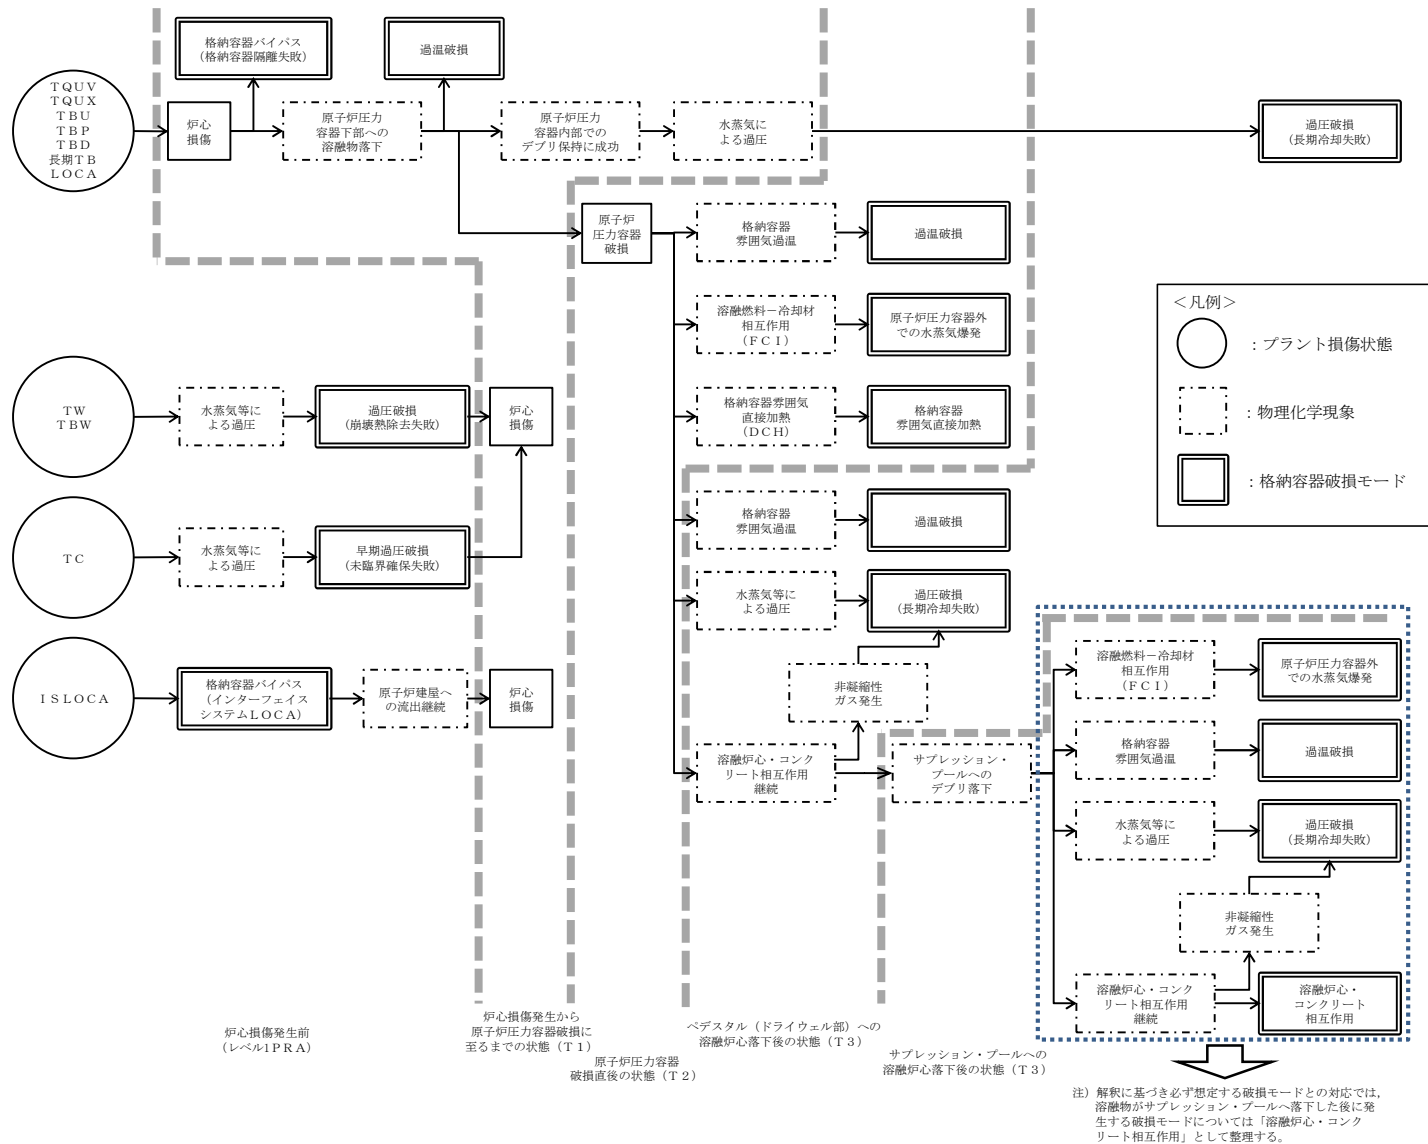 格納容器バイパス
（格納容器隔離失敗）
過温破損
ＴＱＵＶ
ＴＱＵＸ
ＴＢＵ
ＴＢＰ
ＴＢＤ
長期ＴＢ
ＬＯＣＡ
炉心
損傷
原子炉圧力
容器下部への
溶融物落下
原子炉圧力
容器内部での
デブリ保持に成功
水蒸気に
よる過圧
過圧破損
（長期冷却失敗）
原子炉
圧力容器
破損
格納容器
雰囲気過温
過温破損
溶融燃料－冷却材
相互作用
（ＦＣＩ）
原子炉圧力容器外
での水蒸気爆発
格納容器雰囲気
直接加熱
（ＤＣＨ）
格納容器
雰囲気直接加熱
＜凡例＞
：プラント損傷状態
：物理化学現象
：格納容器破損モード
ＴＷ
ＴＢＷ
水蒸気等に
よる過圧
過圧破損
（崩壊熱除去失敗）
炉心
損傷
ＴＣ
水蒸気等に
よる過圧
早期過圧破損
（未臨界確保失敗）
格納容器
雰囲気過温
過温破損
水蒸気等に
よる過圧
過圧破損
（長期冷却失敗）
ＩＳＬＯＣＡ
格納容器バイパス
（インターフェイス
システムＬＯＣＡ）
原子炉建屋へ
の流出継続
炉心
損傷
非凝縮性
ガス発生
溶融炉心・コンク
リート相互作用
継続
サプレッション・
プールへの
デブリ落下
溶融燃料－冷却材
相互作用
（ＦＣＩ）
原子炉圧力容器外
での水蒸気爆発
格納容器
雰囲気過温
過温破損
水蒸気等に
よる過圧
過圧破損
（長期冷却失敗）
非凝縮性
ガス発生
溶融炉心・コンク
リート相互作用
継続
溶融炉心・
コンクリート
相互作用
炉心損傷発生前
（レベル1ＰＲＡ）
炉心損傷発生から
原子炉圧力容器破損に
至るまでの状態（Ｔ１）
原子炉圧力容器
破損直後の状態（Ｔ２）
ペデスタル（ドライウェル部）への
溶融炉心落下後の状態（Ｔ３）
サプレッション・プールへの
溶融炉心落下後の状態（Ｔ３）
注）解釈に基づき必ず想定する破損モードとの対応では，
溶融物がサプレッション・プールへ落下した後に発
生する破損モードについては「溶融炉心・コンク
リート相互作用」として整理する。